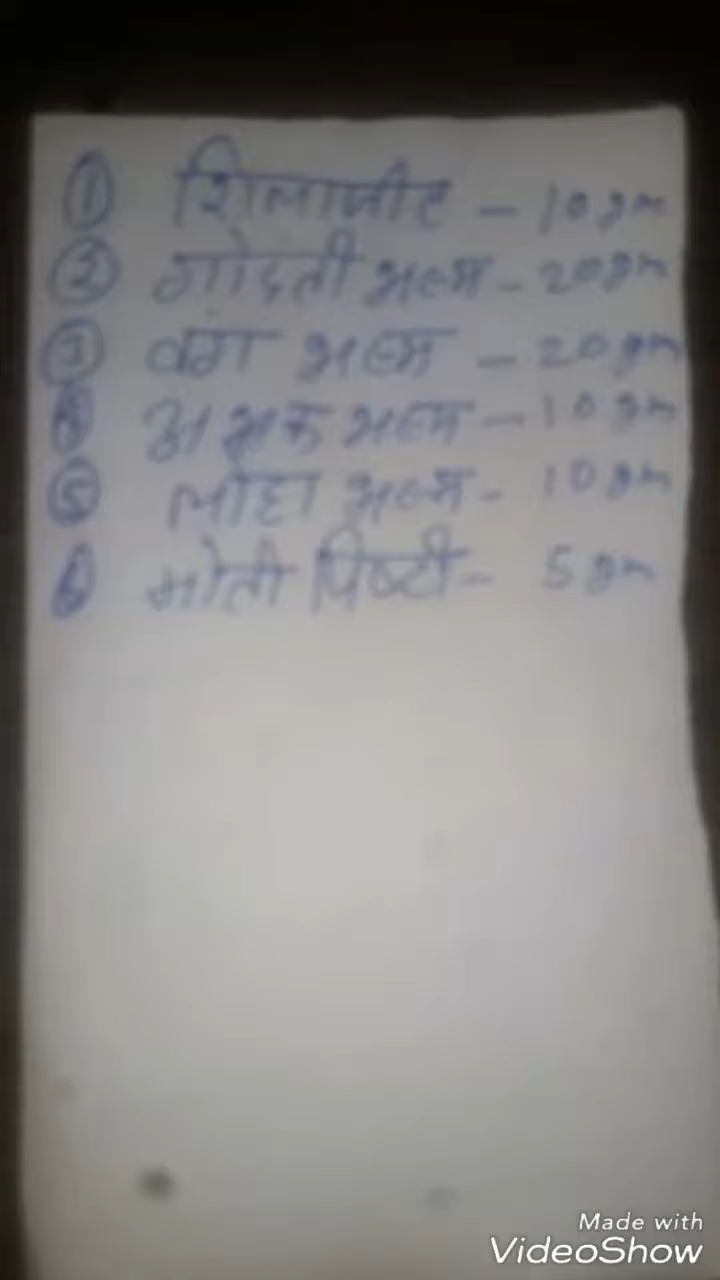 ① शिलाजीत - 10 gm
② गोदंती भस्म - 20 gm
③ वंग भस्म - 20 gm
④ अभ्रक भस्म - 10 gm
⑤ लोहा भस्म - 10 gm
⑥ मोती पिष्टी - 5 gm
Made with
VideoShow